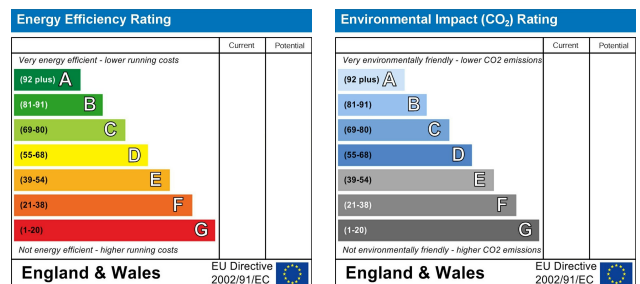 Energy Efficiency Rating
Current Potential
Very energy efficient - lower running costs
(92 plus) A
(81-91) B
(69-80) C
(55-68) D
(39-54) E
(21-38) F
(1-20) G
Not energy efficient - higher running costs
England & Wales
EU Directive
2002/91/EC
Environmental Impact (CO₂) Rating
Current Potential
Very environmentally friendly - lower CO2 emissions
(92 plus) A
(81-91) B
(69-80) C
(55-68) D
(39-54) E
(21-38) F
(1-20) G
Not environmentally friendly - higher CO2 emissions
England & Wales
EU Directive
2002/91/EC